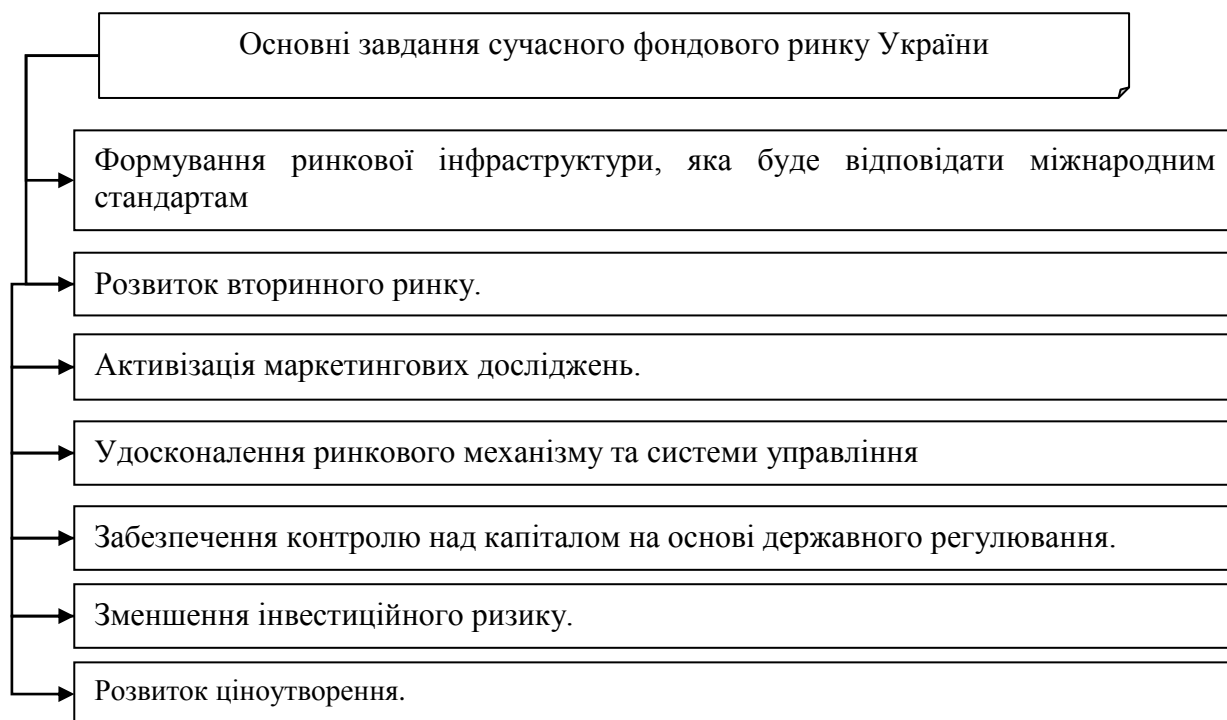 Основні завдання сучасного фондового ринку України
Формування ринкової інфраструктури, яка буде відповідати міжнародним
стандартам
Розвиток вторинного ринку.
Активізація маркетингових досліджень.
Удосконалення ринкового механізму та системи управління
Забезпечення контролю над капіталом на основі державного регулювання.
Зменшення інвестиційного ризику.
Розвиток ціноутворення.